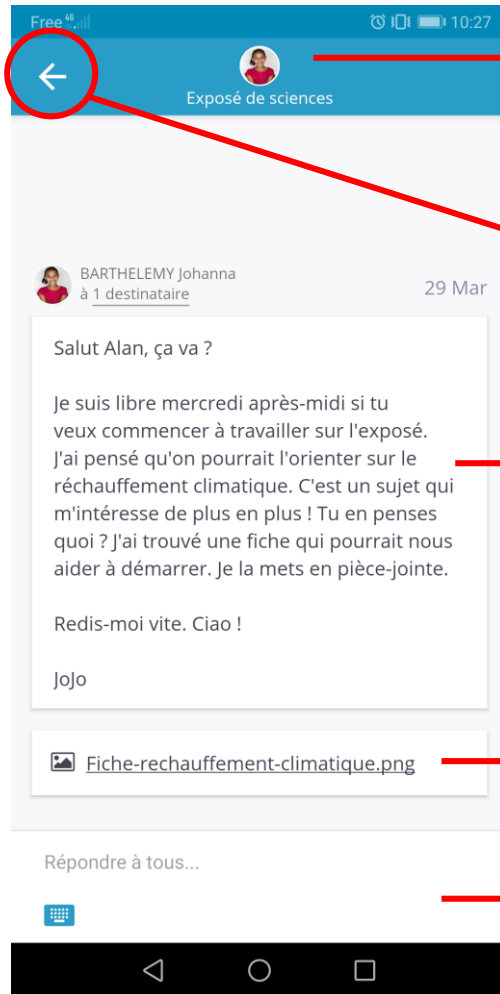 Free 4G 10:27
Exposé de sciences
BARTHELEMY Johanna
à 1 destinataire
29 Mar
Salut Alan, ça va ?
Je suis libre mercredi après-midi si tu
veux commencer à travailler sur l'exposé.
J'ai pensé qu'on pourrait l'orienter sur le
réchauffement climatique. C'est un sujet qui
m'intéresse de plus en plus ! Tu en penses
quoi ? J'ai trouvé une fiche qui pourrait nous
aider à démarrer. Je la mets en pièce-jointe.
Redis-moi vite. Ciao !
JoJo
Fiche-rechauffement-climatique.png
Répondre à tous...